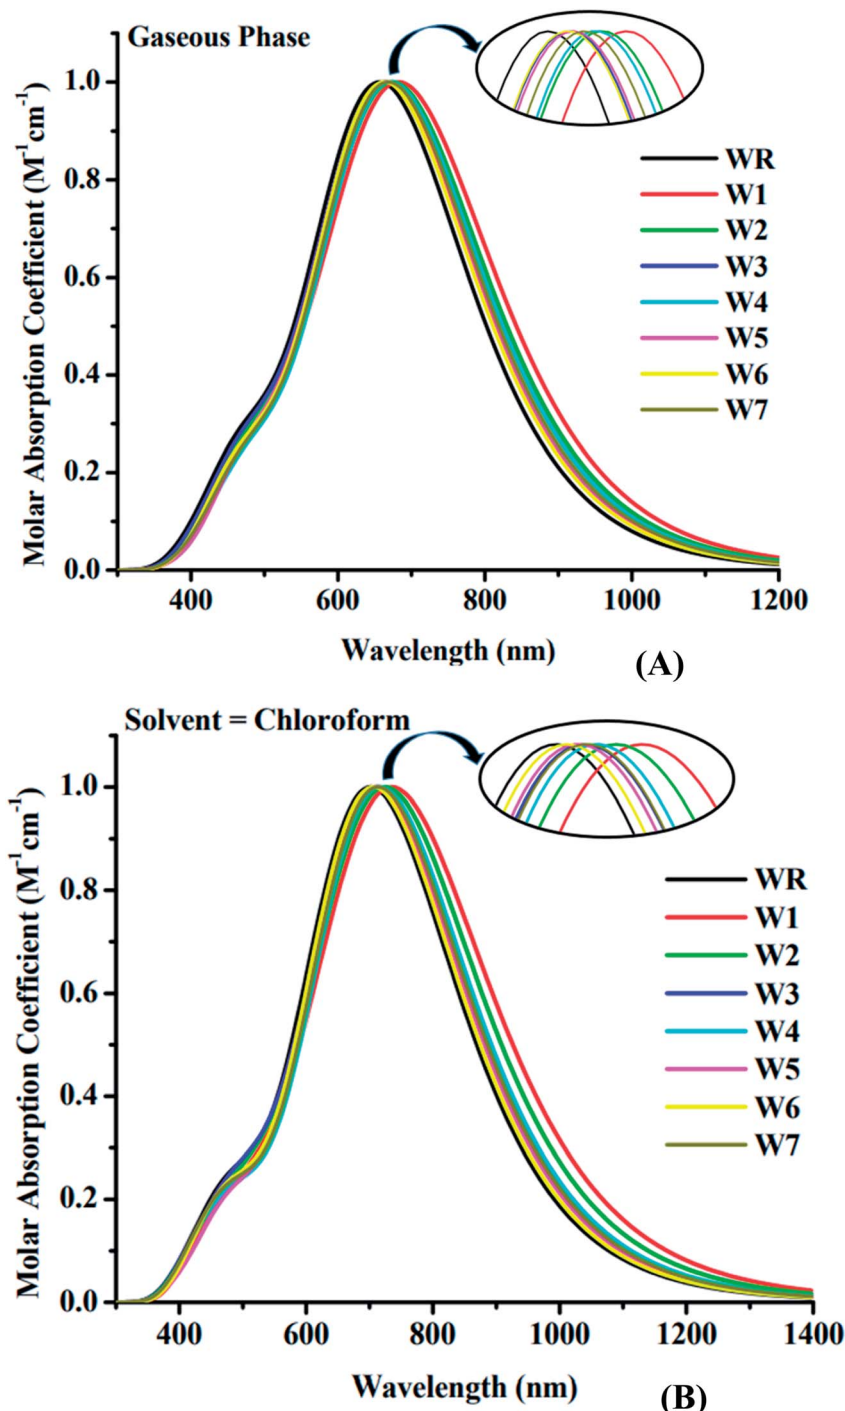 Gaseous Phase
Molar Absorption Coefficient (M⁻¹cm⁻¹)
1.0
0.8
0.6
0.4
0.2
0.0
WR
W1
W2
W3
W4
W5
W6
W7
400 600 800 1000 1200
Wavelength (nm)
(A)
Solvent = Chloroform
Molar Absorption Coefficient (M⁻¹cm⁻¹)
1.0
0.8
0.6
0.4
0.2
0.0
WR
W1
W2
W3
W4
W5
W6
W7
400 600 800 1000 1200 1400
Wavelength (nm)
(B)